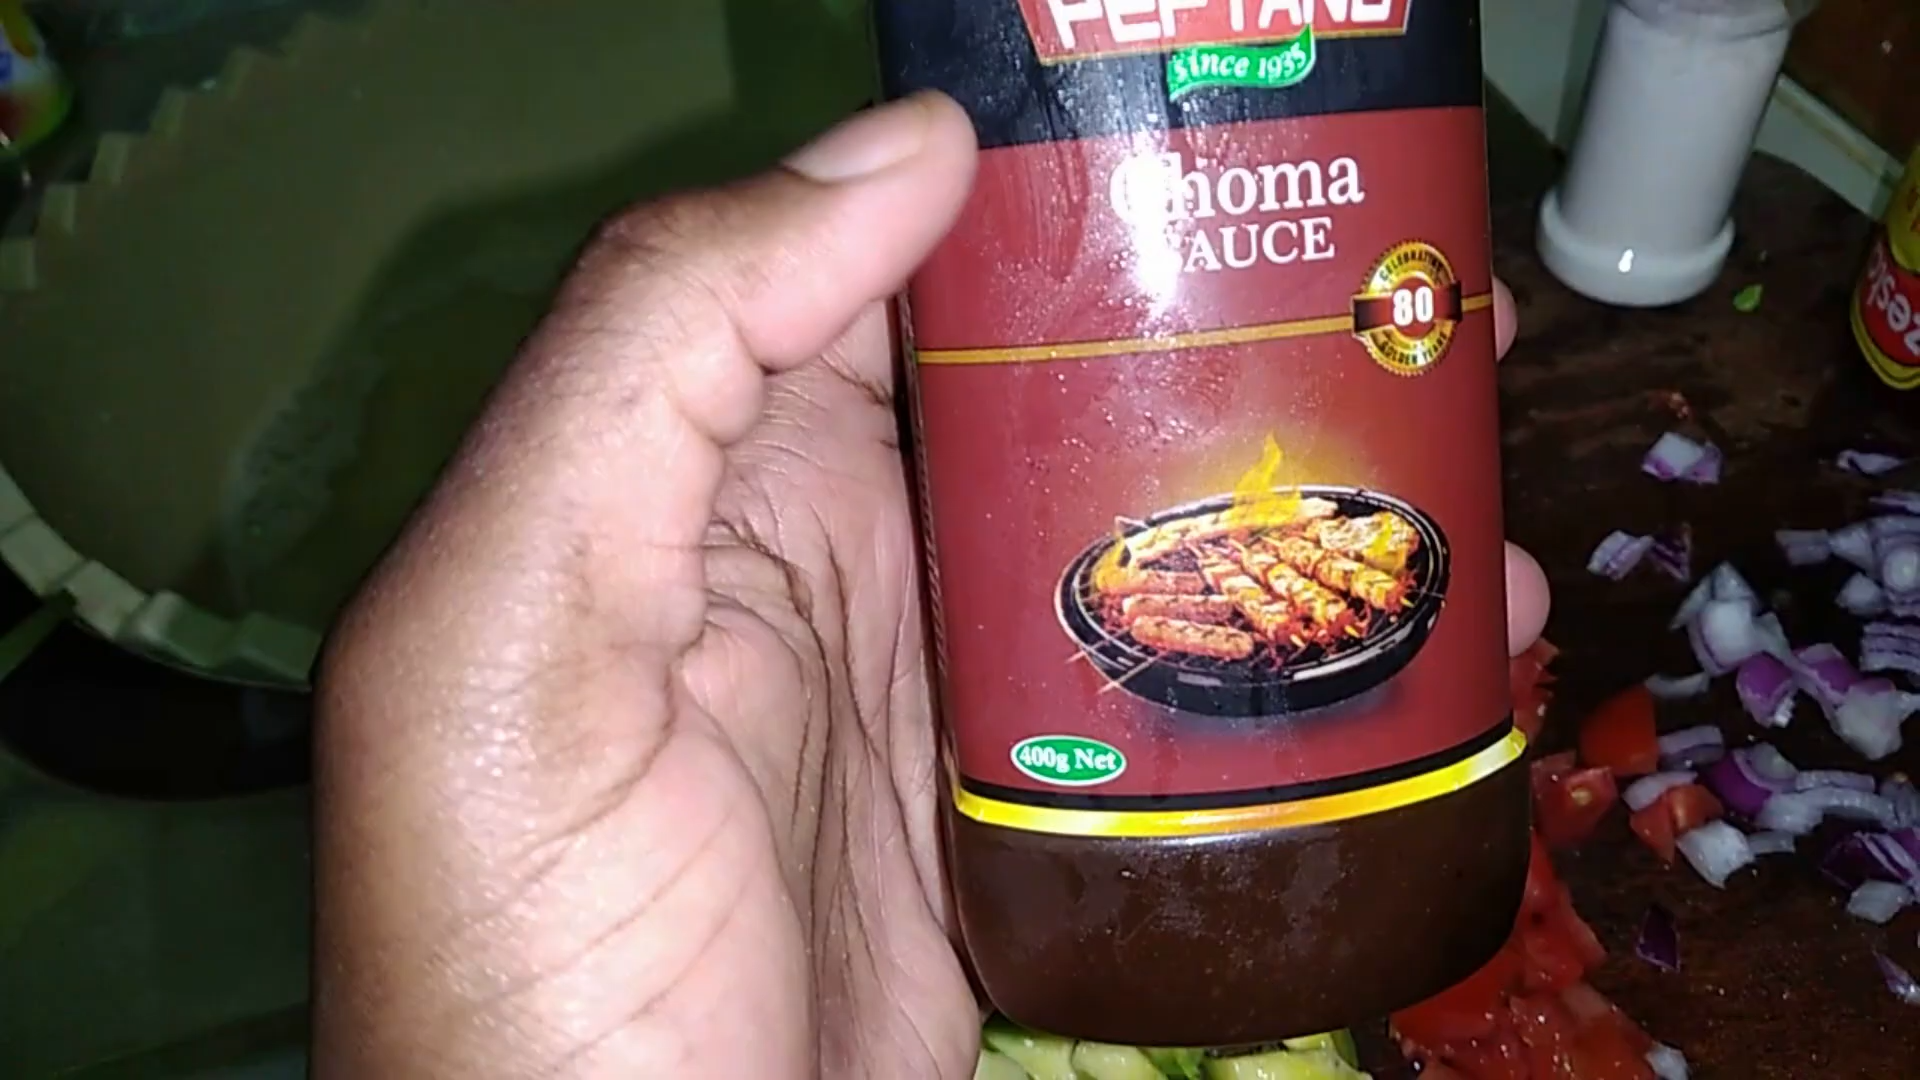 PEPTANG
since 1935
Choma
SAUCE
CELEBRATING
80
GOLDEN YEARS
400g Net